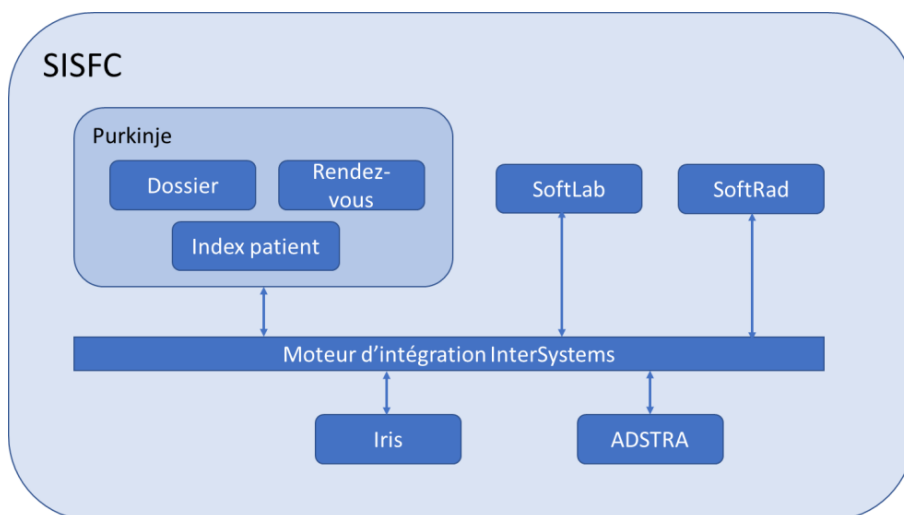 SISFC
Purkinje
Dossier
Rendez-
vous
Index patient
SoftLab
SoftRad
Moteur d'intégration InterSystems
Iris
ADSTRA